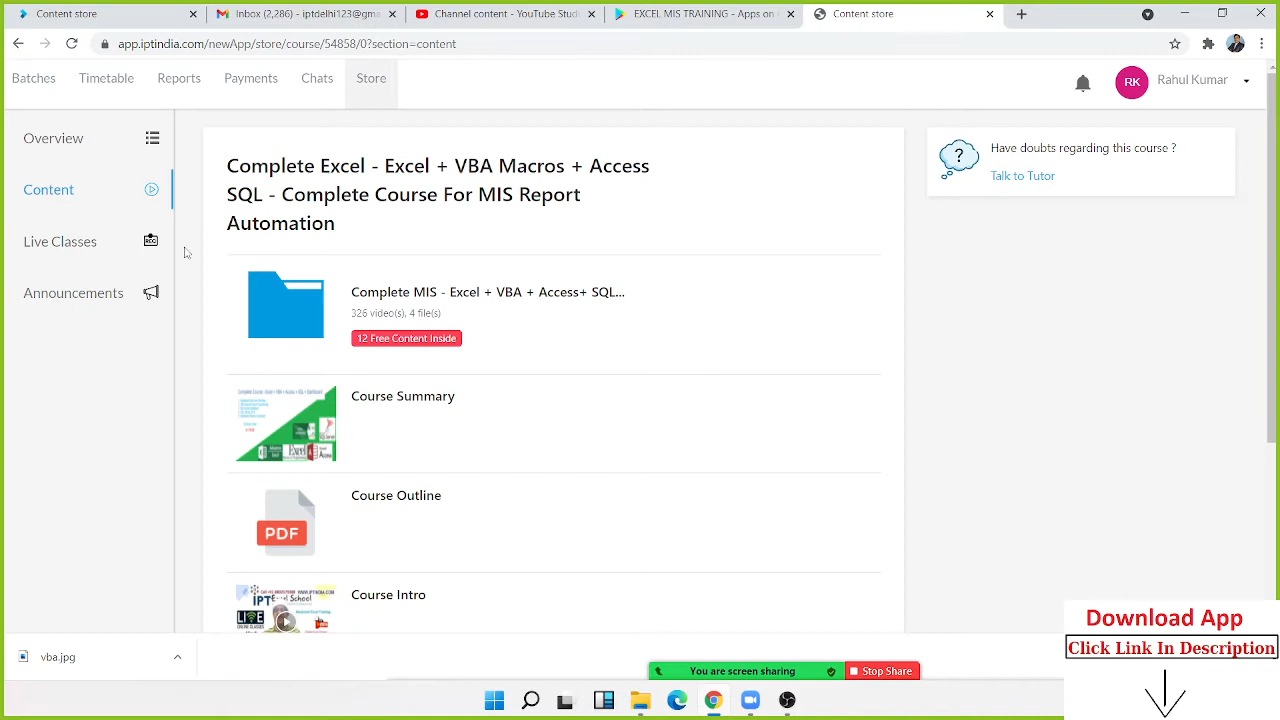 Content store
Inbox (2,286) - iptdelhi123@gma
Channel content - YouTube Stud
EXCEL MIS TRAINING - Apps on
Content store
app.iptindia.com/newApp/store/course/54858/0?section=content
Batches
Timetable
Reports
Payments
Chats
Store
RK
Rahul Kumar
Overview
Content
Live Classes
Announcements
Complete Excel - Excel + VBA Macros + Access
SQL - Complete Course For MIS Report
Automation
Have doubts regarding this course ?
Talk to Tutor
Complete MIS - Excel + VBA + Access+ SQL...
326 video(s), 4 file(s)
12 Free Content Inside
Course Summary
Course Outline
PDF
Course Intro
vba.jpg
You are screen sharing
Stop Share
Download App
Click Link In Description